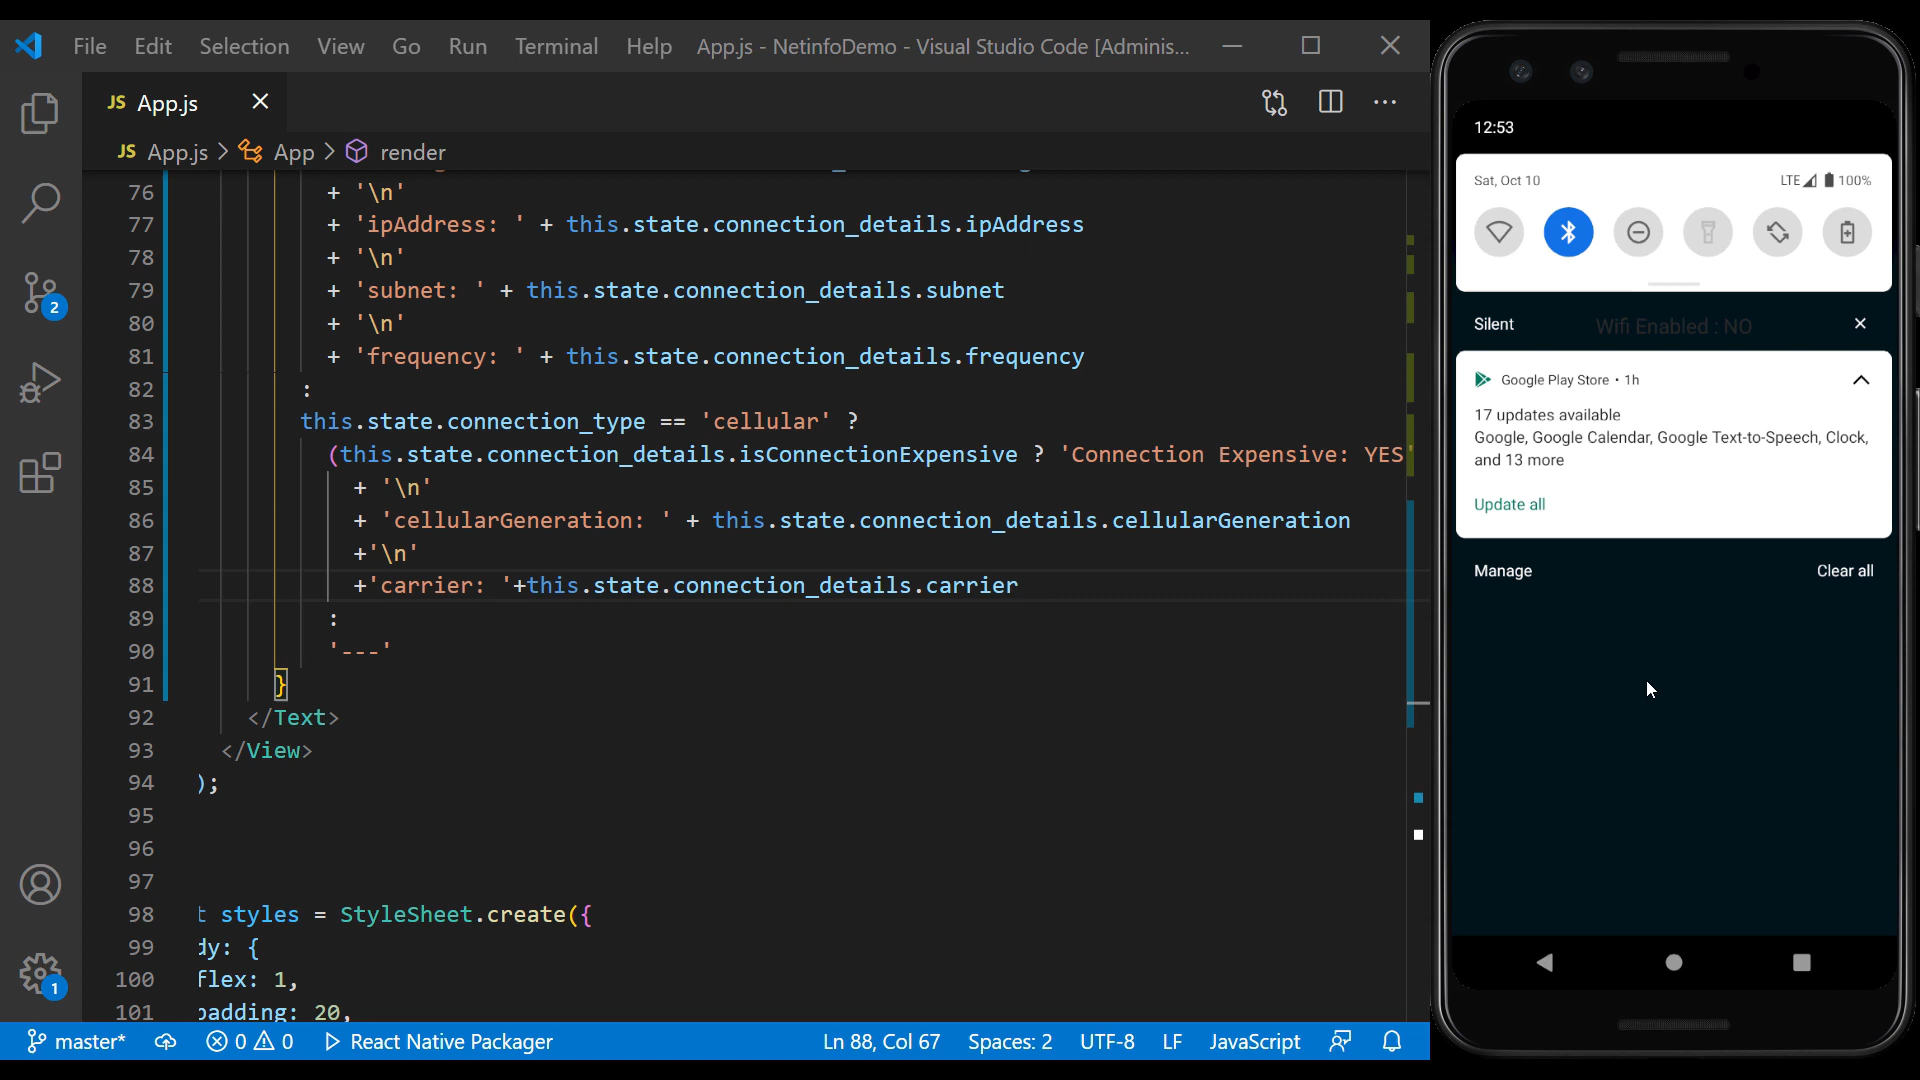 File Edit Selection View Go Run Terminal Help App.js - NetinfoDemo - Visual Studio Code [Adminis...
JS App.js
JS App.js > App > render
76 + '\n'
77 + 'ipAddress: ' + this.state.connection_details.ipAddress
78 + '\n'
79 + 'subnet: ' + this.state.connection_details.subnet
80 + '\n'
81 + 'frequency: ' + this.state.connection_details.frequency
82 :
83 this.state.connection_type == 'cellular' ?
84 (this.state.connection_details.isConnectionExpensive ? 'Connection Expensive: YES'
85 + '\n'
86 + 'cellularGeneration: ' + this.state.connection_details.cellularGeneration
87 +'\n'
88 +'carrier: '+this.state.connection_details.carrier
89 :
90 '---'
91 }
92 </Text>
93 </View>
94 );
95
96
97
98 t styles = StyleSheet.create({
99 dy: {
100 flex: 1,
101 padding: 20,
2
1
master* 0 0 React Native Packager Ln 88, Col 67 Spaces: 2 UTF-8 LF JavaScript
12:53
Sat, Oct 10 LTE 100%
Silent Wifi Enabled : NO
Google Play Store • 1h
17 updates available
Google, Google Calendar, Google Text-to-Speech, Clock,
and 13 more
Update all
Manage Clear all